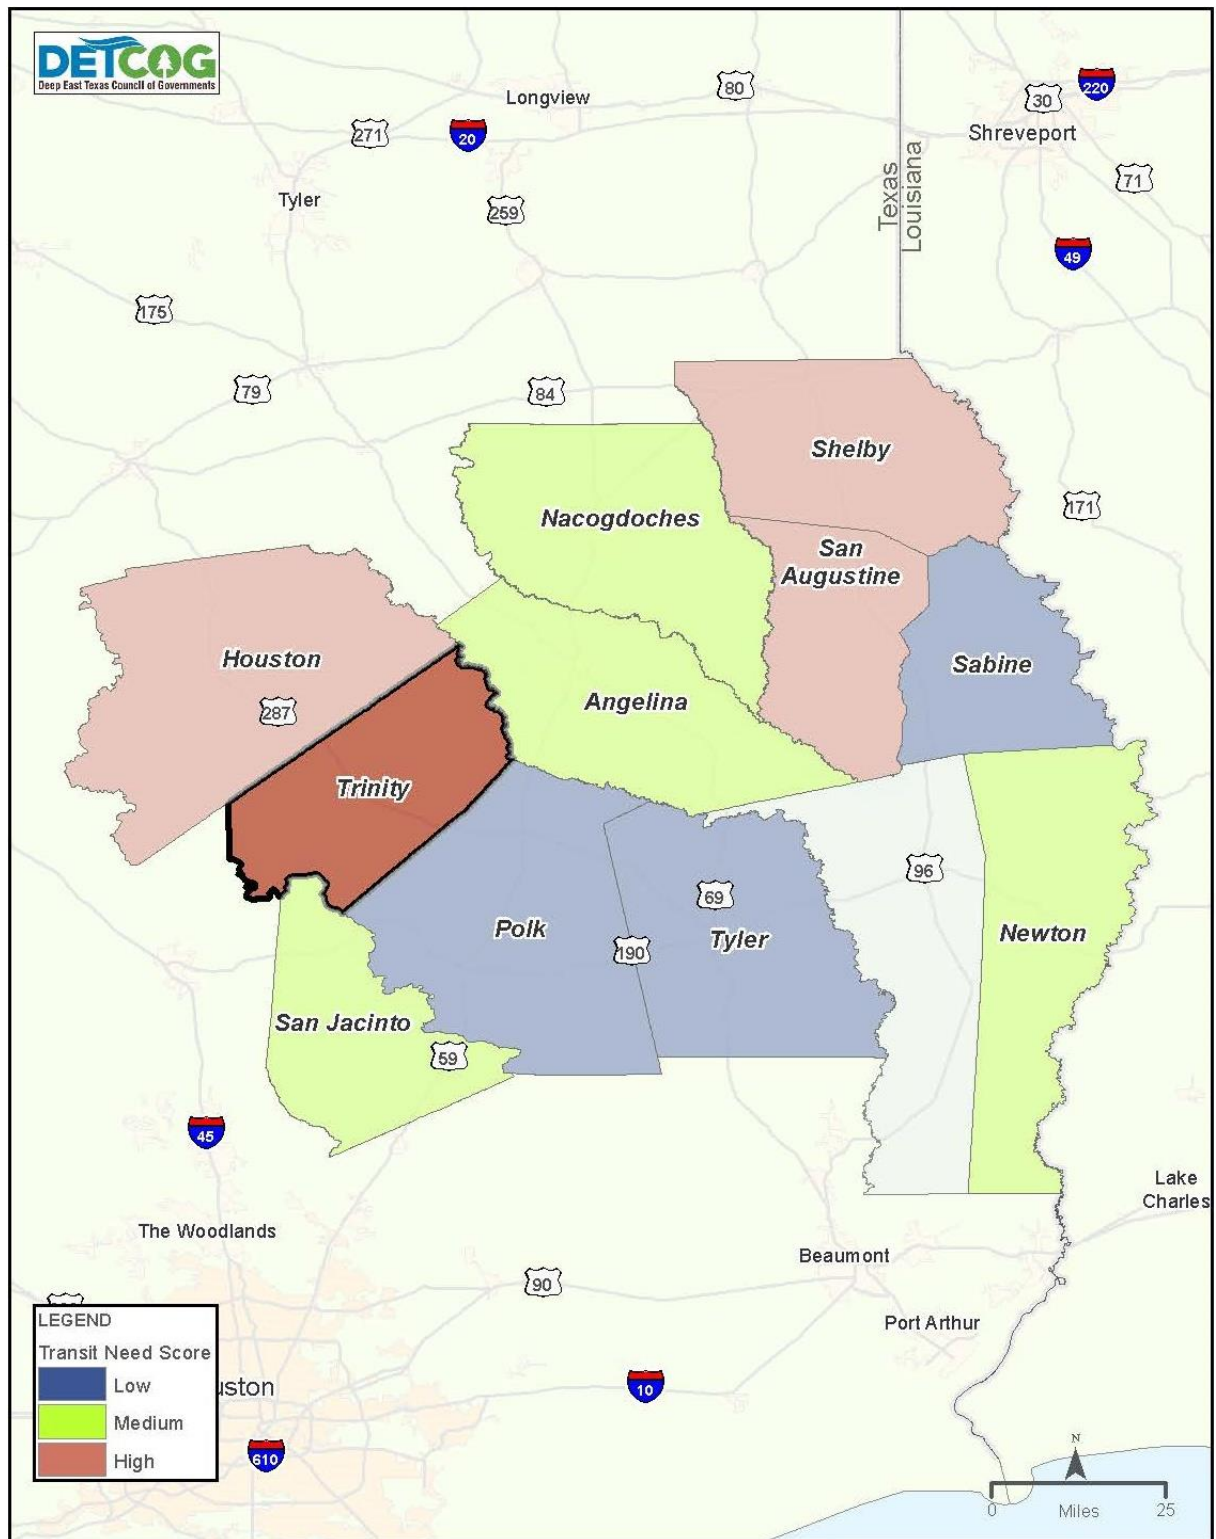 DETCOG
Deep East Texas Council of Governments
Longview
80
30
220
271
20
Shreveport
Texas
Louisiana
71
Tyler
259
49
175
79
84
Shelby
171
Nacogdoches
San
Augustine
Houston
Sabine
287
Angelina
Trinity
96
69
Polk
Tyler
Newton
190
San Jacinto
59
45
Lake
Charles
The Woodlands
Beaumont
90
Port Arthur
LEGEND
Transit Need Score
Low
Medium
High
uston
10
610
N
0 Miles 25